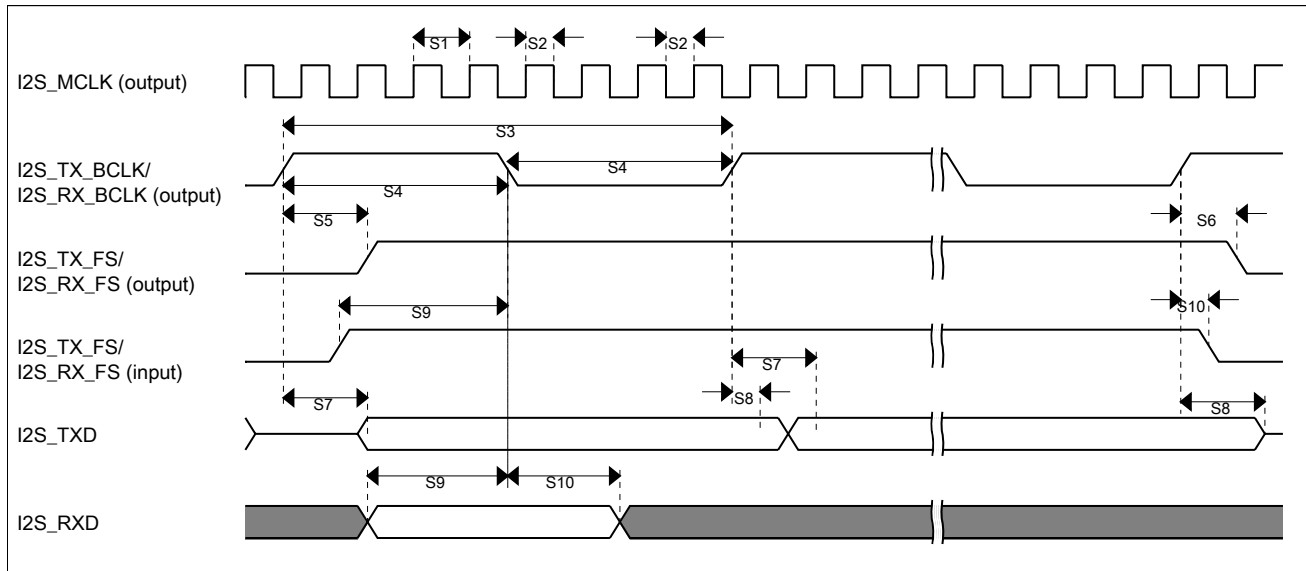 S1
S2
S2
I2S_MCLK (output)
S3
I2S_TX_BCLK/
I2S_RX_BCLK (output)
S4
S4
S5
S6
I2S_TX_FS/
I2S_RX_FS (output)
S9
S10
I2S_TX_FS/
I2S_RX_FS (input)
S7
S7
S8
S8
I2S_TXD
S9
S10
I2S_RXD